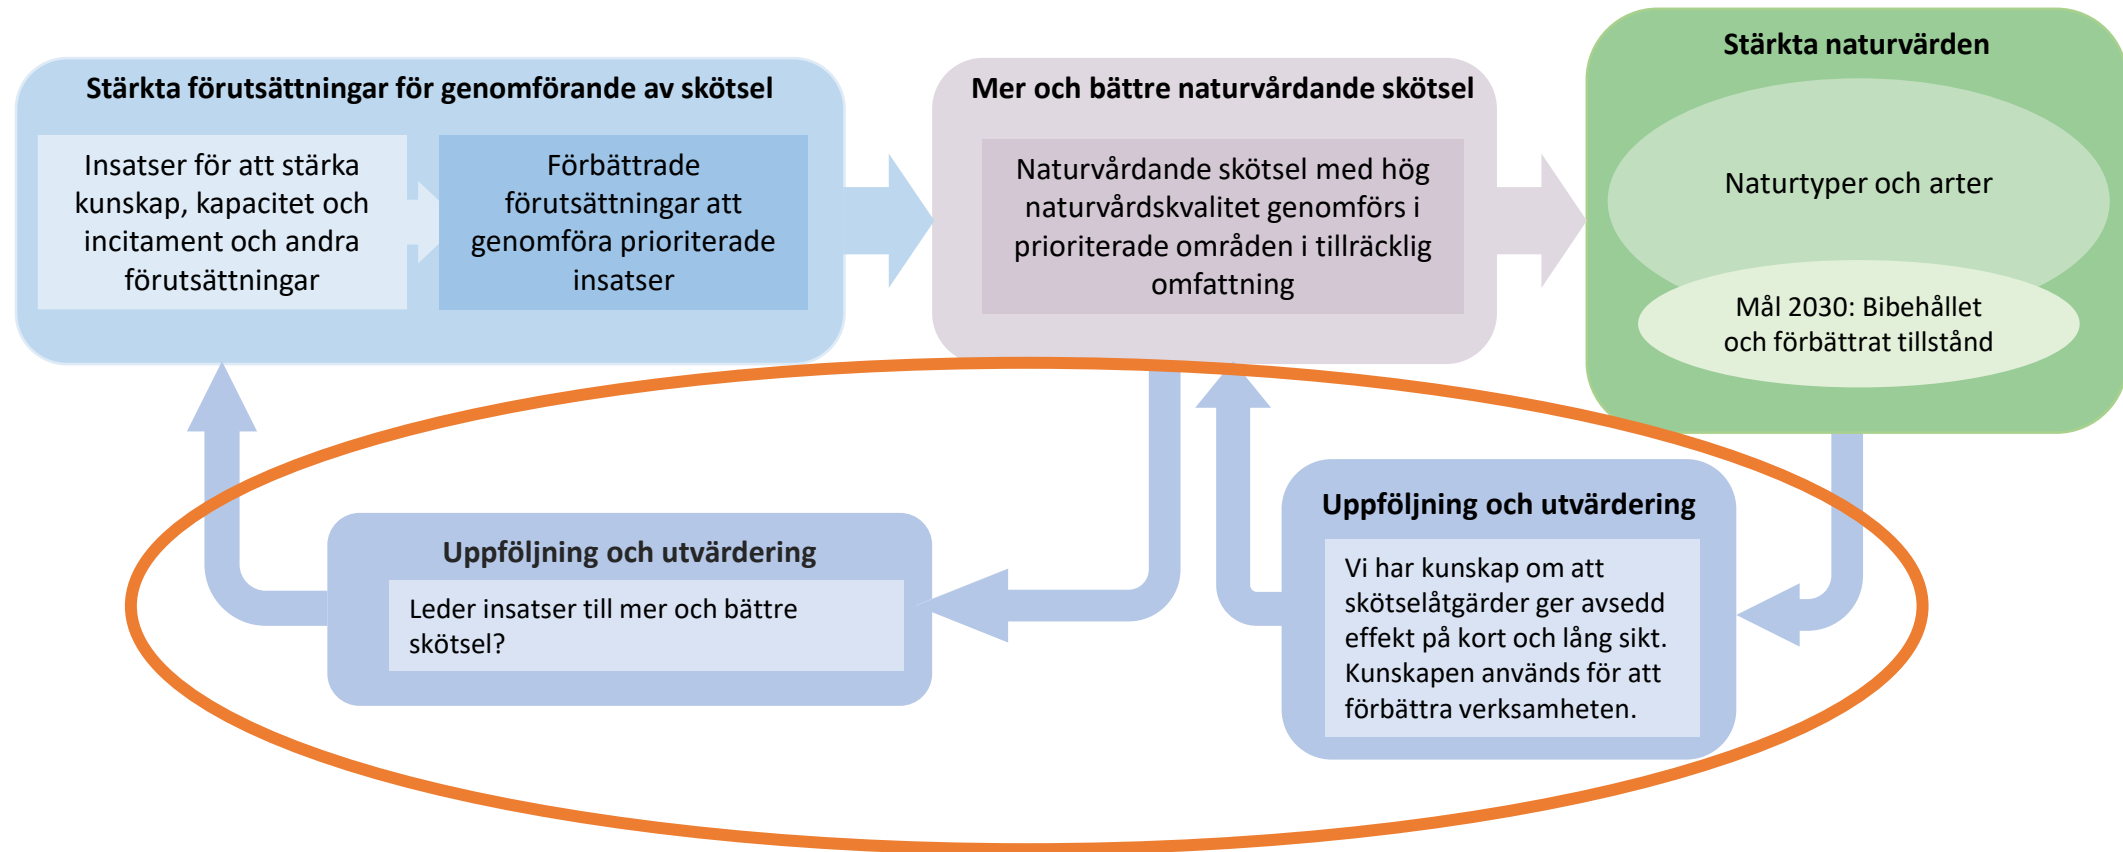 Stärkta förutsättningar för genomförande av skötsel
Insatser för att stärka
kunskap, kapacitet och
incitament och andra
förutsättningar
Förbättrade
förutsättningar att
genomföra prioriterade
insatser
Mer och bättre naturvårdande skötsel
Naturvårdande skötsel med hög
naturvårdskvalitet genomförs i
prioriterade områden i tillräcklig
omfattning
Stärkta naturvärden
Naturtyper och arter
Mål 2030: Bibehållet
och förbättrat tillstånd
Uppföljning och utvärdering
Leder insatser till mer och bättre
skötsel?
Uppföljning och utvärdering
Vi har kunskap om att
skötselåtgärder ger avsedd
effekt på kort och lång sikt.
Kunskapen används för att
förbättra verksamheten.